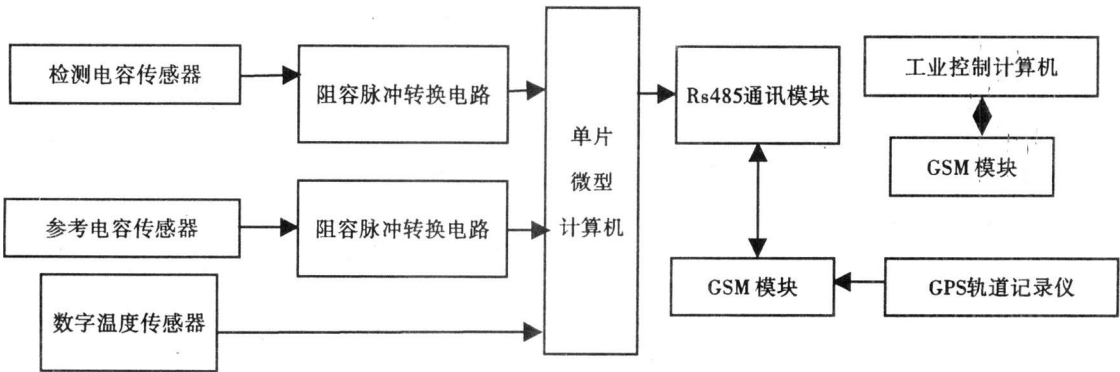 检测电容传感器
阻容脉冲转换电路
参考电容传感器
阻容脉冲转换电路
数字温度传感器
单片
微型
计算机
Rs485通讯模块
GSM 模块
工业控制计算机
GSM 模块
GPS轨道记录仪